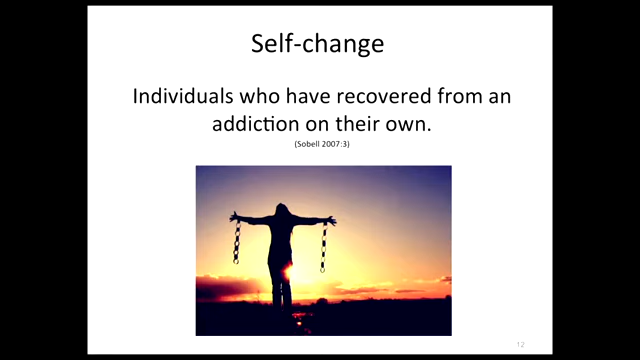 Self-change
Individuals who have recovered from an
addiction on their own.
(Sobell 2007:3)
12